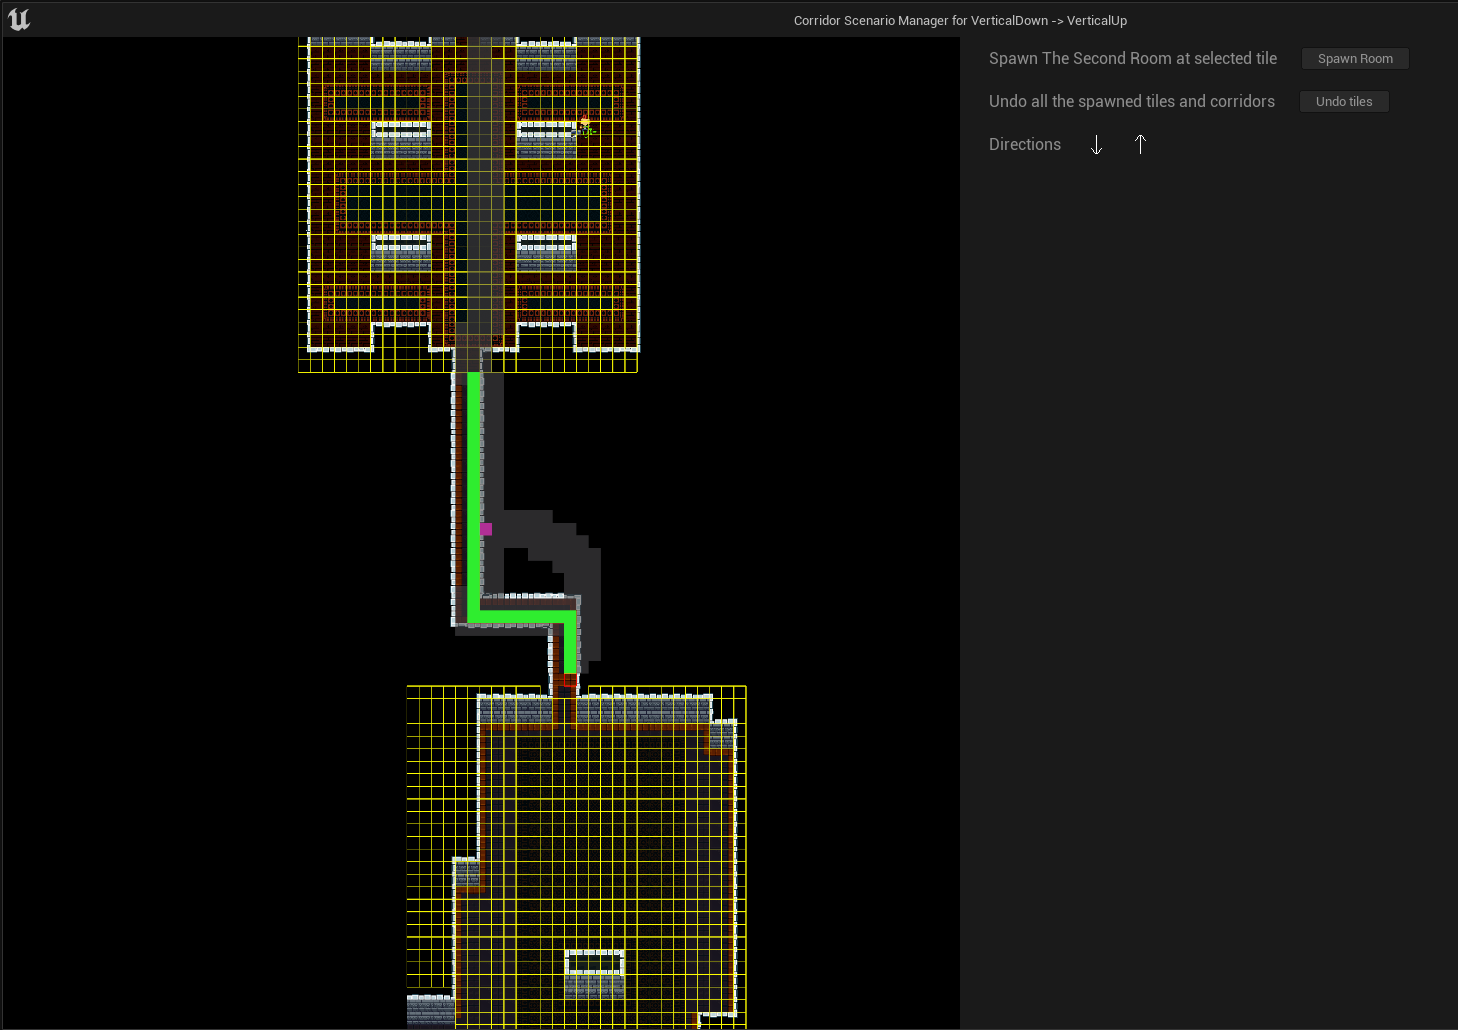 Corridor Scenario Manager for VerticalDown -> VerticalUp
Spawn The Second Room at selected tile Spawn Room
Undo all the spawned tiles and corridors Undo tiles
Directions ↓ ↑